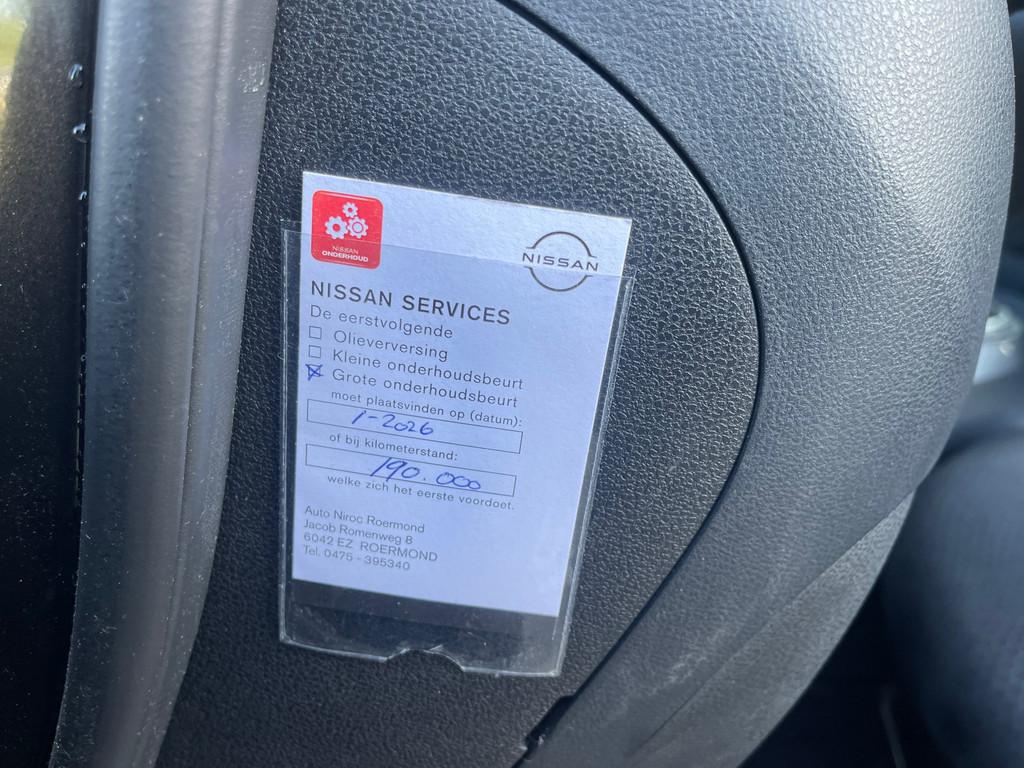 NISSAN
ONDERHOUD
NISSAN
NISSAN SERVICES
De eerstvolgende
Olieverversing
Kleine onderhoudsbeurt
Grote onderhoudsbeurt
moet plaatsvinden op (datum):
1-2026
of bij kilometerstand:
190.000
welke zich het eerste voordoet.
Auto Niroc Roermond
Jacob Romenweg 8
6042 EZ ROERMOND
Tel. 0475 - 395340